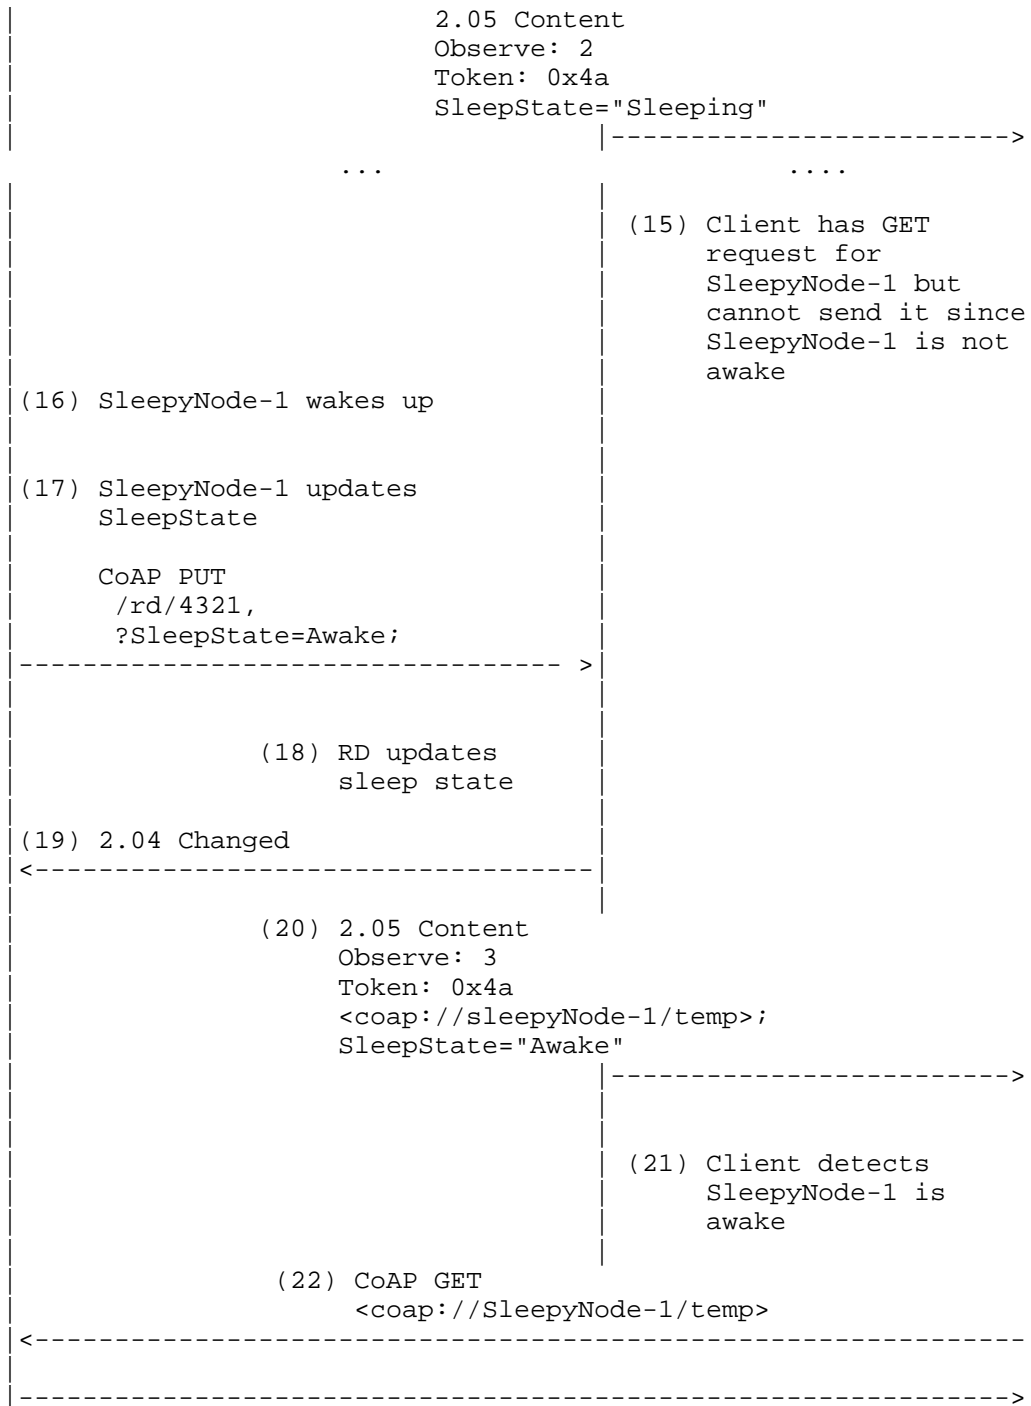 2.05 Content
Observe: 2
Token: 0x4a
SleepState="Sleeping"
|------------------------->
... ....
(15) Client has GET
request for
SleepyNode-1 but
cannot send it since
SleepyNode-1 is not
awake
(16) SleepyNode-1 wakes up
(17) SleepyNode-1 updates
SleepState
CoAP PUT
/rd/4321,
?SleepState=Awake;
|---------------------------------- >|
(18) RD updates
sleep state
(19) 2.04 Changed
|<-----------------------------------|
(20) 2.05 Content
Observe: 3
Token: 0x4a
<coap://sleepyNode-1/temp>;
SleepState="Awake"
|------------------------->
(21) Client detects
SleepyNode-1 is
awake
(22) CoAP GET
<coap://SleepyNode-1/temp>
|<--------------------------------------------------------------
|-------------------------------------------------------------->